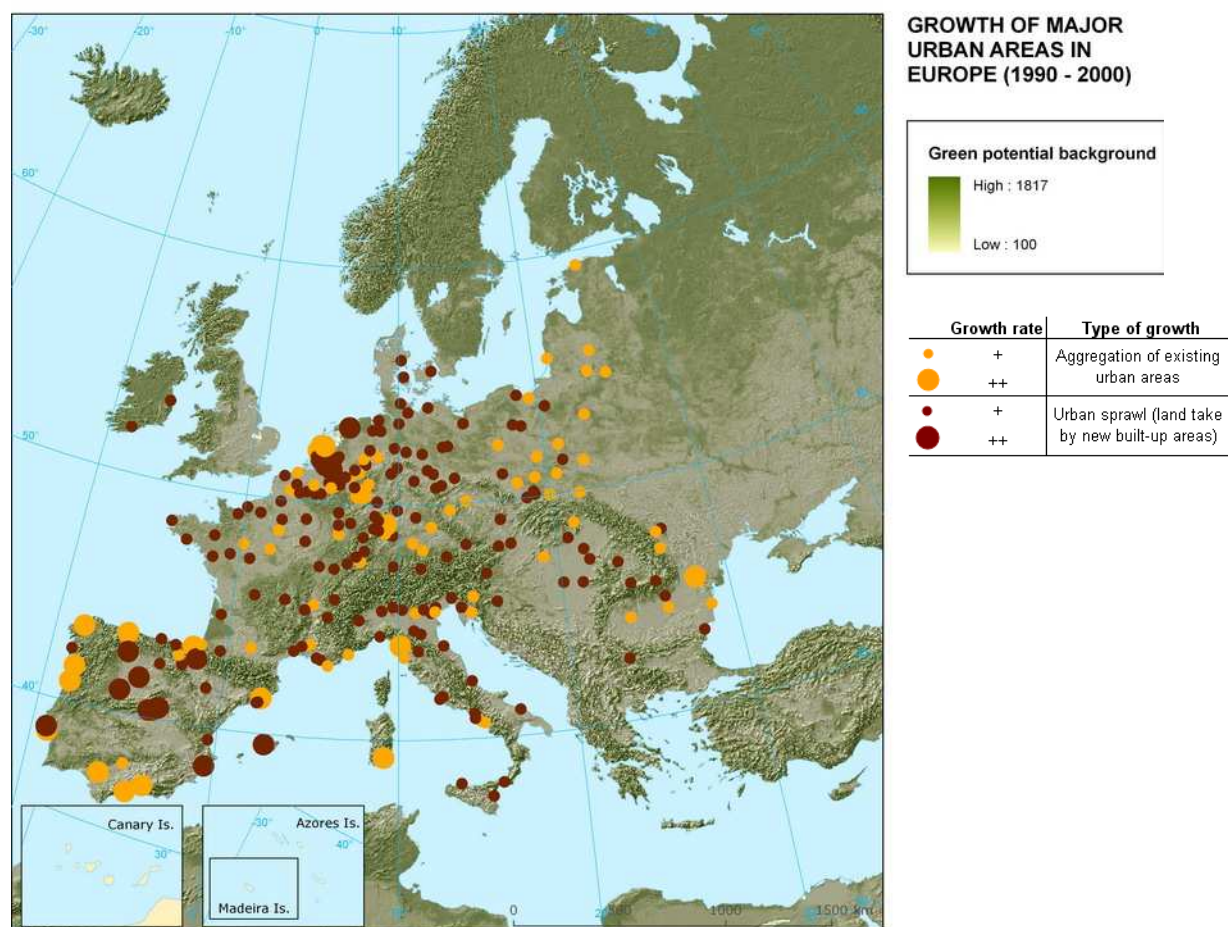 GROWTH OF MAJOR
URBAN AREAS IN
EUROPE (1990 - 2000)
Green potential background
High : 1817
Low : 100
Growth rate Type of growth
+ Aggregation of existing
++ urban areas
+ Urban sprawl (land take
++ by new built-up areas)
-30° -20° -10° 0° 10°
60°
50°
40°
Canary Is.
30°
Azores Is.
-30°
40°
Madeira Is.
0 500 1000 1500 km